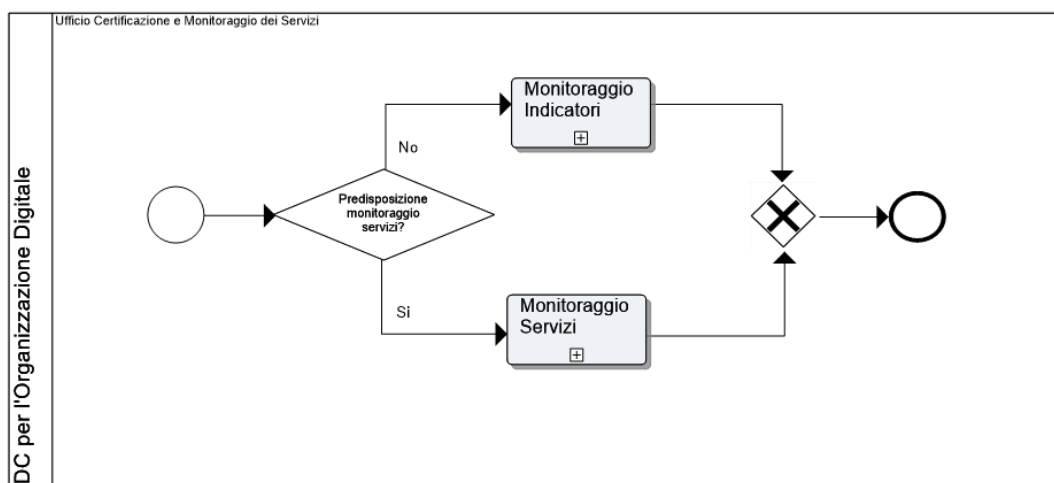 Ufficio Certificazione e Monitoraggio dei Servizi
DC per l'Organizzazione Digitale
Monitoraggio
Indicatori
No
Predisposizione
monitoraggio
servizi?
Si
Monitoraggio
Servizi